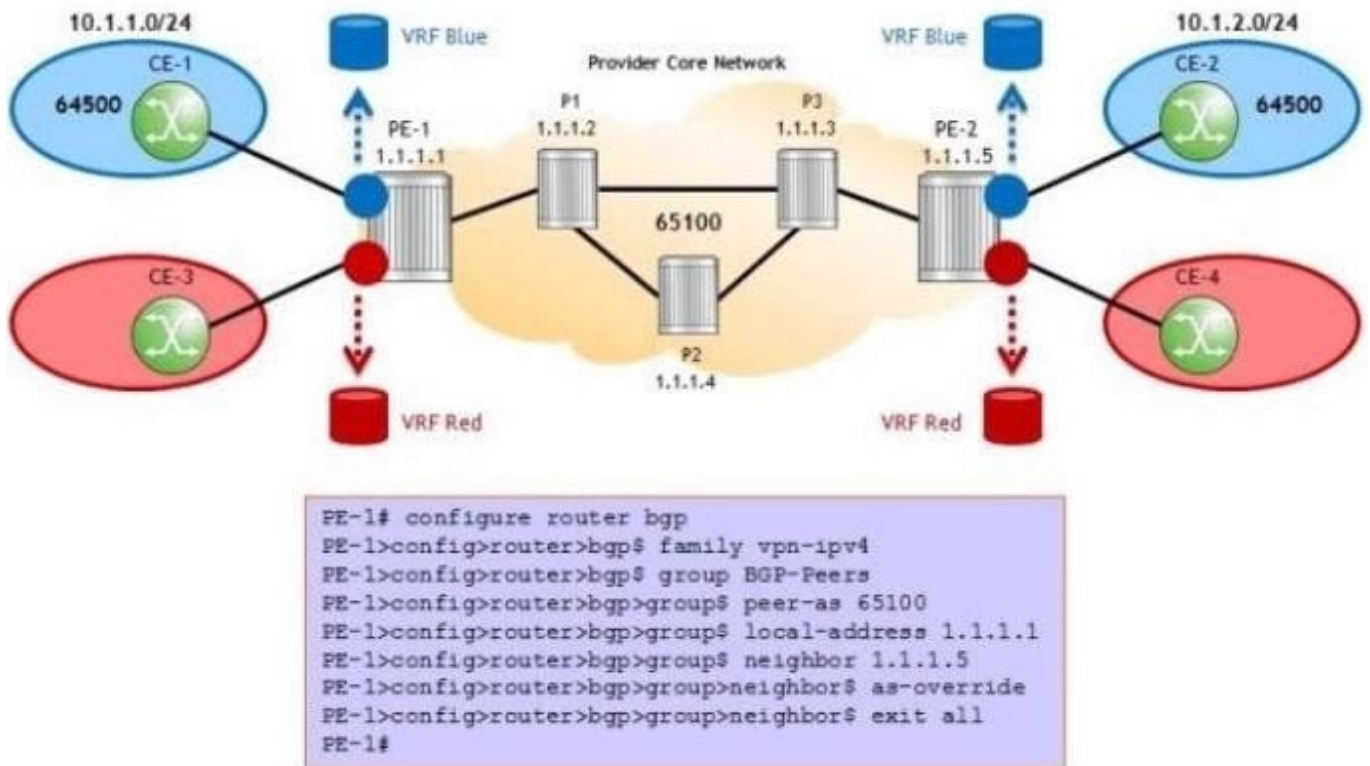 10.1.1.0/24
VRF Blue
VRF Blue
10.1.2.0/24
CE-1
Provider Core Network
CE-2
64500
P1
P3
64500
PE-1
1.1.1.2
1.1.1.3
PE-2
1.1.1.1
1.1.1.5
65100
CE-3
CE-4
P2
1.1.1.4
VRF Red
VRF Red
PE-1# configure router bgp
PE-1>config>router>bgp$ family vpn-ipv4
PE-1>config>router>bgp$ group BGP-Peers
PE-1>config>router>bgp>group$ peer-as 65100
PE-1>config>router>bgp>group$ local-address 1.1.1.1
PE-1>config>router>bgp>group$ neighbor 1.1.1.5
PE-1>config>router>bgp>group>neighbor$ as-override
PE-1>config>router>bgp>group>neighbor$ exit all
PE-1#